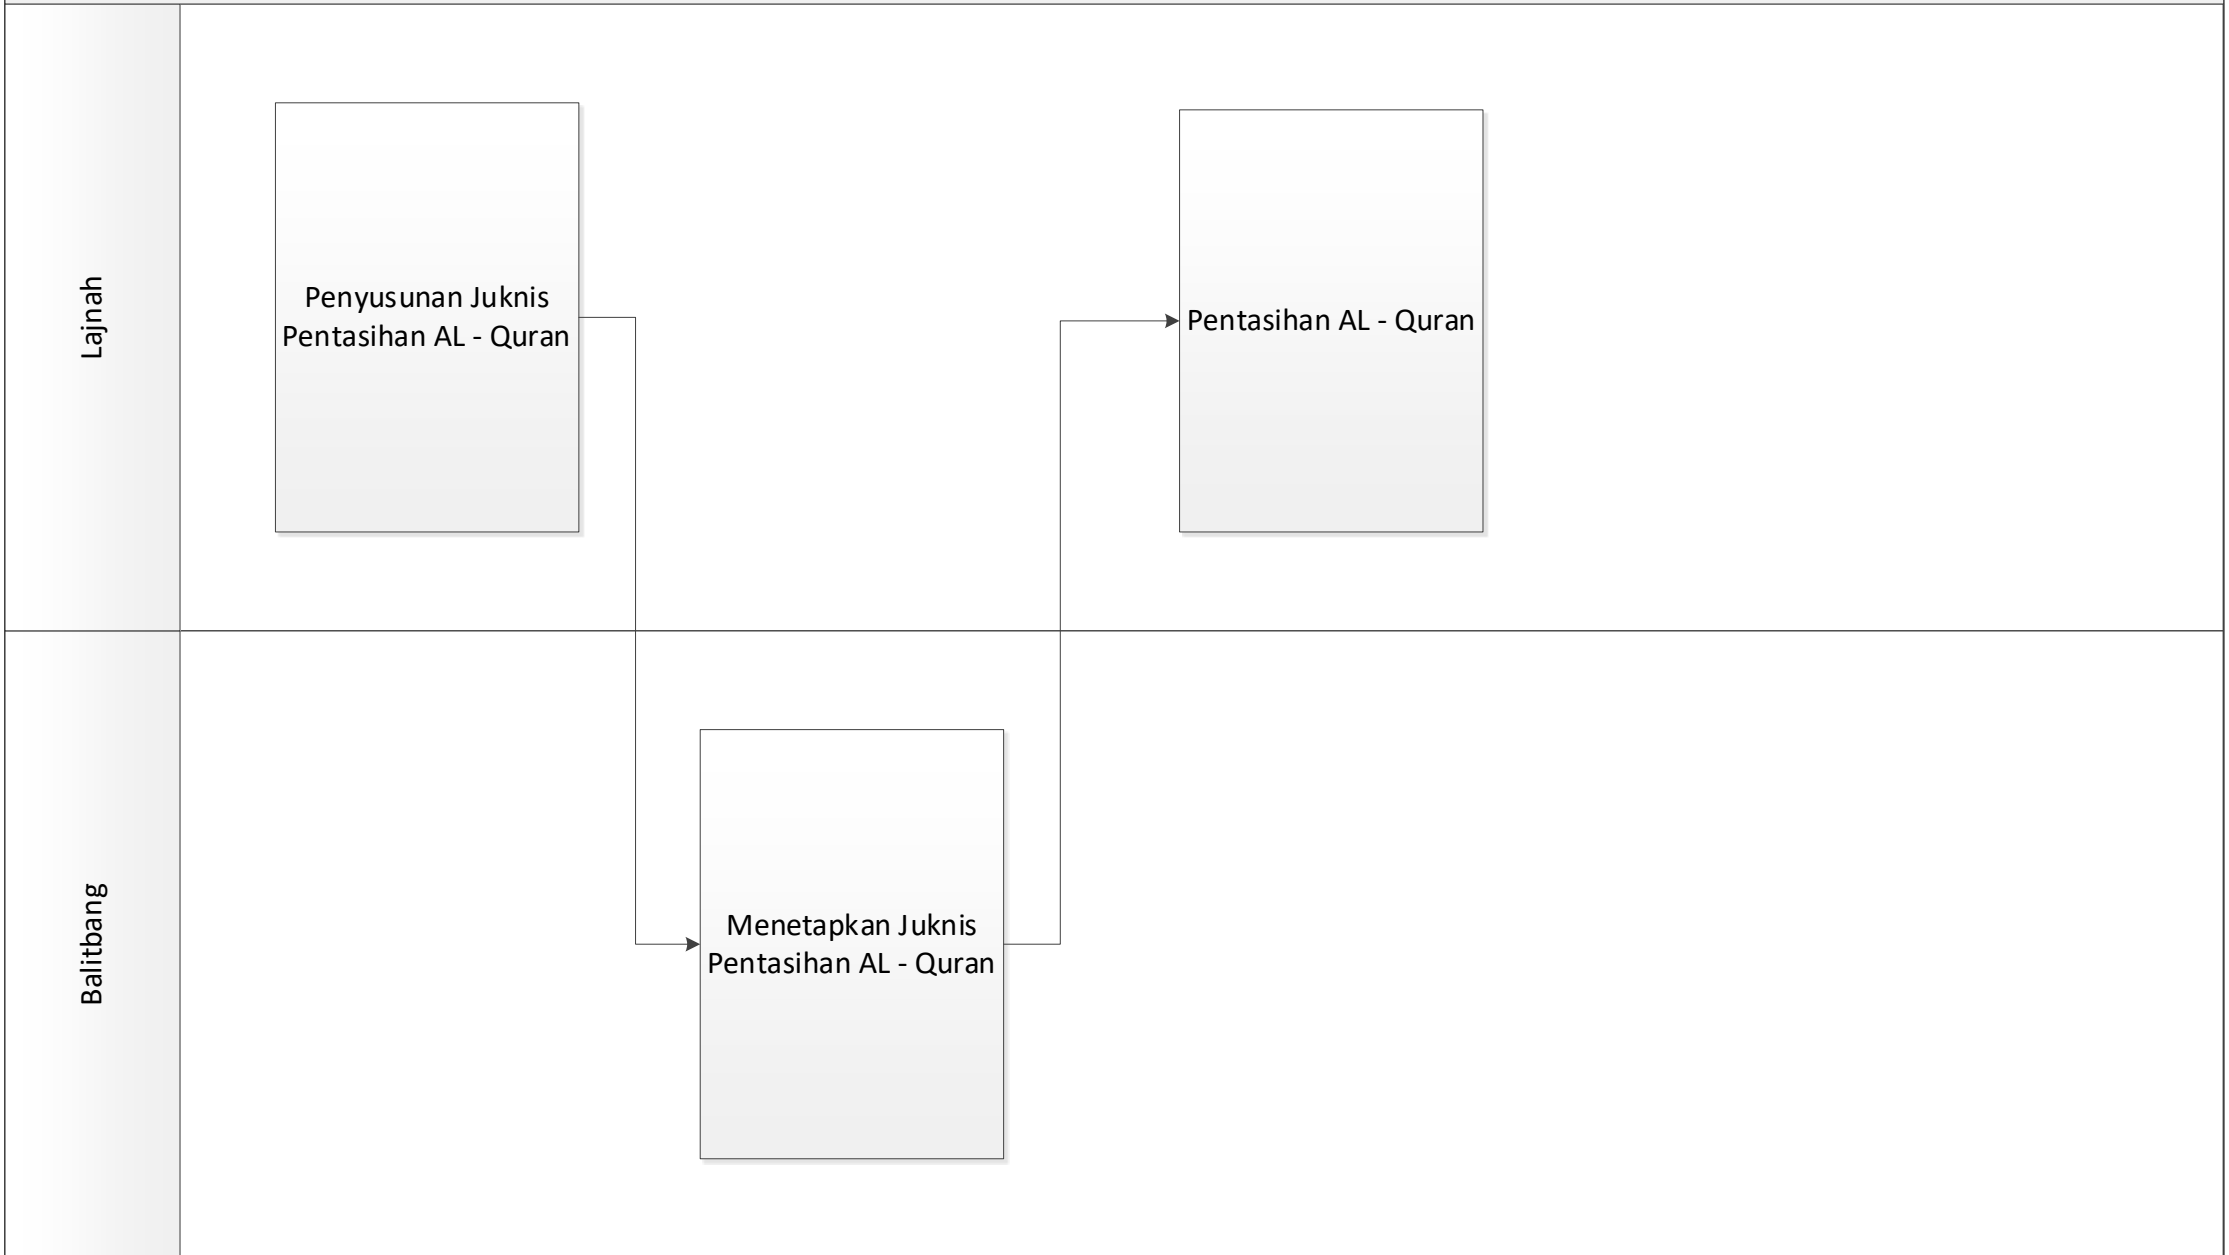 Lajnah
Penyusunan Juknis
Pentasihan AL - Quran
Pentasihan AL - Quran
Balitbang
Menetapkan Juknis
Pentasihan AL - Quran